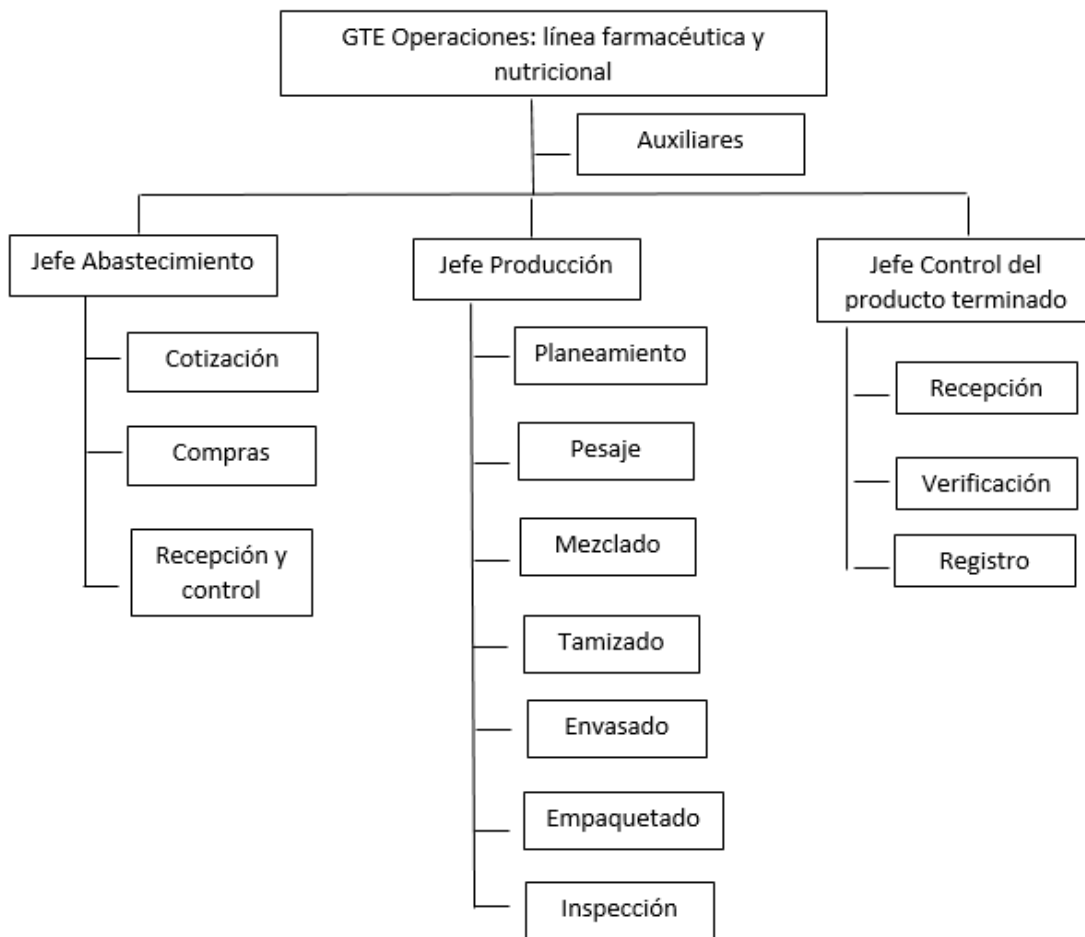 GTE Operaciones: línea farmacéutica y
nutricional
Auxiliares
Jefe Abastecimiento
Cotización
Compras
Recepción y
control
Jefe Producción
Planeamiento
Pesaje
Mezclado
Tamizado
Envasado
Empaquetado
Inspección
Jefe Control del
producto terminado
Recepción
Verificación
Registro